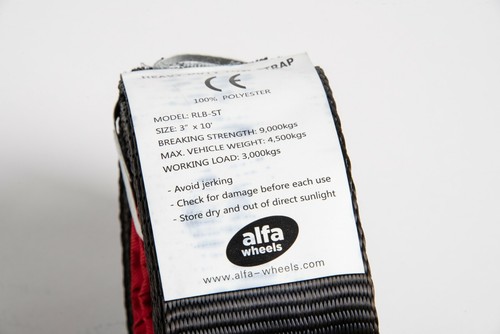 STRAP
CE
100% POLYESTER
MODEL: RLB-ST
SIZE: 3" x 10'
BREAKING STRENGTH: 9,000kgs
MAX. VEHICLE WEIGHT: 4,500kgs
WORKING LOAD: 3,000kgs
- Avoid jerking
- Check for damage before each use
- Store dry and out of direct sunlight
alfa
wheels
www.alfa-wheels.com